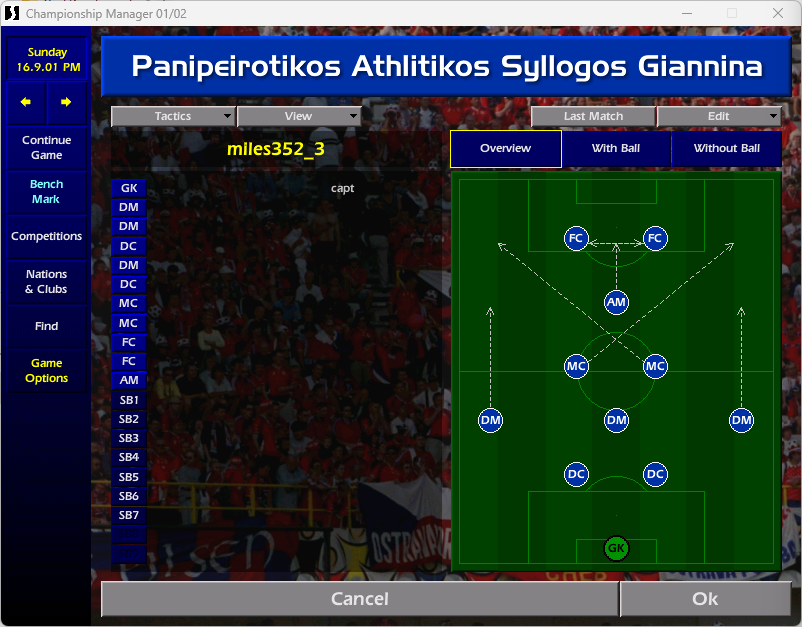 Championship Manager 01/02
Sunday
16.9.01 PM
Panipeirotikos Athlitikos Syllogos Giannina
Continue
Game
Bench
Mark
Competitions
Nations
& Clubs
Find
Game
Options
Tactics
View
Last Match
Edit
miles352_3
Overview
With Ball
Without Ball
GK capt
DM
DM
DC
DM
DC
MC
MC
FC
FC
AM
SB1
SB2
SB3
SB4
SB5
SB6
SB7
FC FC
AM
MC MC
DM DM DM
DC DC
GK
OSTRAVA
Cancel
Ok